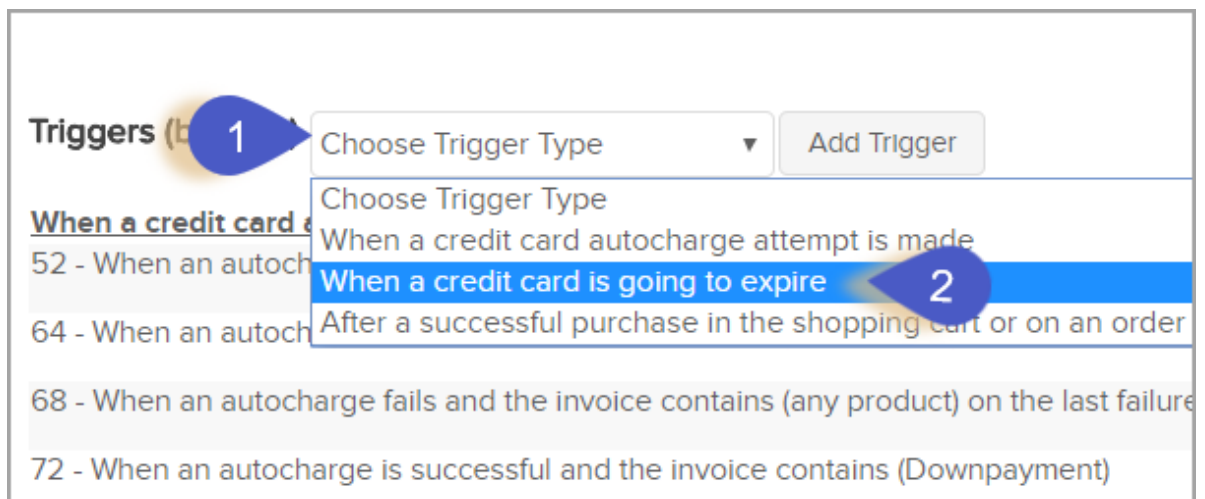 Triggers (
1
Choose Trigger Type
Add Trigger
Choose Trigger Type
When a credit card a
When a credit card autocharge attempt is made
52 - When an autoch
When a credit card is going to expire
2
64 - When an autoch
After a successful purchase in the shopping cart or on an order
68 - When an autocharge fails and the invoice contains (any product) on the last failure
72 - When an autocharge is successful and the invoice contains (Downpayment)